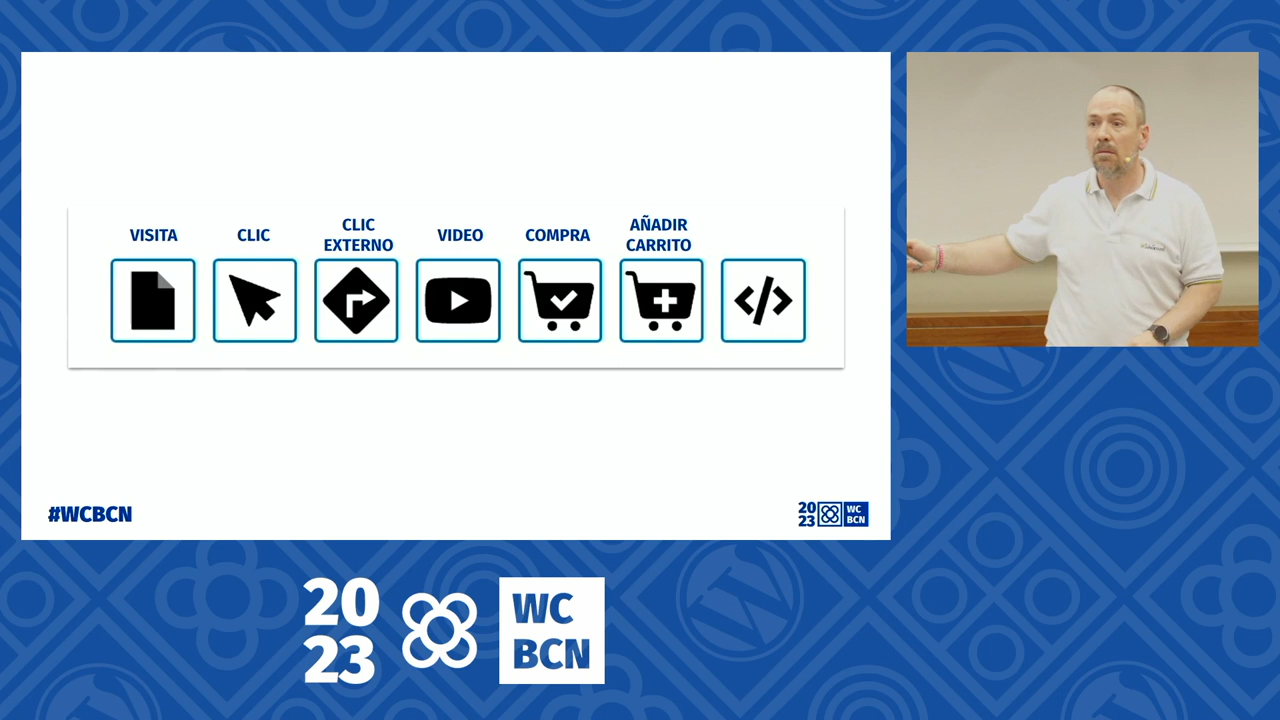 VISITA
CLIC
CLIC
EXTERNO
VIDEO
COMPRA
AÑADIR
CARRITO
</>
#WCBCN
20
23
WC
BCN
20
23
WC
BCN